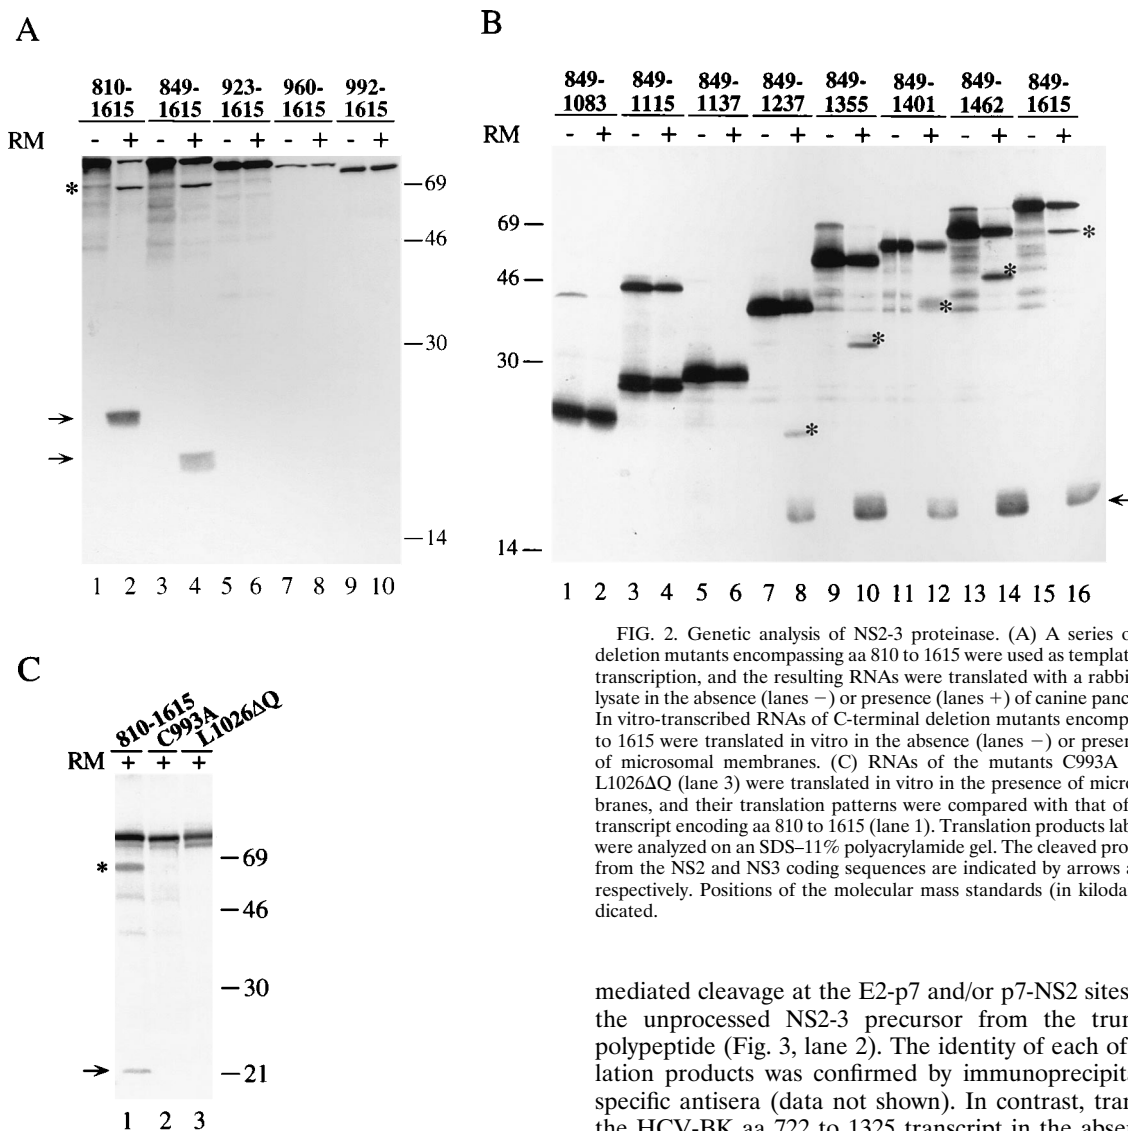 A
810- 849- 923- 960- 992-
1615 1615 1615 1615 1615
RM - + - + - + - + - +
*
69
46
30
14
1 2 3 4 5 6 7 8 9 10
B
849- 849- 849- 849- 849- 849- 849- 849-
1083 1115 1137 1237 1355 1401 1462 1615
RM - + - + - + - + - + - + - + - +
69
*
46
*
*
*
30
*
14
1 2 3 4 5 6 7 8 9 10 11 12 13 14 15 16
C
810-1615 C993A L1026ΔQ
RM + + +
69
*
46
30
21
1 2 3
FIG. 2. Genetic analysis of NS2-3 proteinase. (A) A series o
deletion mutants encompassing aa 810 to 1615 were used as templat
transcription, and the resulting RNAs were translated with a rabbi
lysate in the absence (lanes −) or presence (lanes +) of canine panc
In vitro-transcribed RNAs of C-terminal deletion mutants encomp
to 1615 were translated in vitro in the absence (lanes −) or presen
of microsomal membranes. (C) RNAs of the mutants C993A
L1026ΔQ (lane 3) were translated in vitro in the presence of micro
branes, and their translation patterns were compared with that of
transcript encoding aa 810 to 1615 (lane 1). Translation products lab
were analyzed on an SDS–11% polyacrylamide gel. The cleaved pro
from the NS2 and NS3 coding sequences are indicated by arrows a
respectively. Positions of the molecular mass standards (in kiloda
dicated.
mediated cleavage at the E2-p7 and/or p7-NS2 sites
the unprocessed NS2-3 precursor from the trun
polypeptide (Fig. 3, lane 2). The identity of each of
lation products was confirmed by immunoprecipit
specific antisera (data not shown). In contrast, tran
the HCV-BK aa 722 to 1325 transcript in the absen